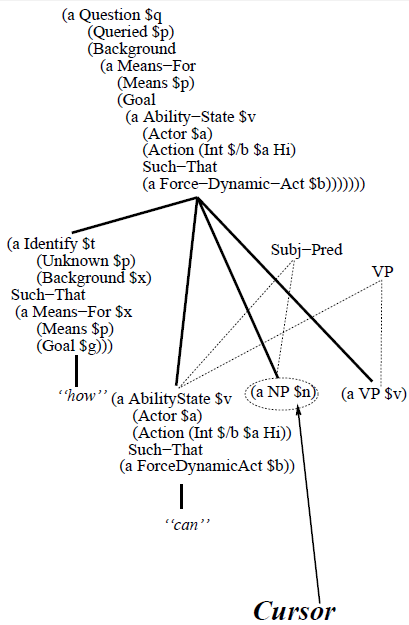 (a Question $q
(Queried $p)
(Background
(a Means−For
(Means $p)
(Goal
(a Ability−State $v
(Actor $a)
(Action (Int $/b $a Hi)
Such−That
(a Force−Dynamic−Act $b)))))))
(a Identify $t
(Unknown $p)
(Background $x)
Such−That
(a Means−For $x
(Means $p)
(Goal $g)))
Subj−Pred
VP
‘‘how’’
(a AbilityState $v
(Actor $a)
(Action (Int $/b $a Hi))
Such−That
(a ForceDynamicAct $b))
(a NP $n)
(a VP $v)
‘‘can’’
Cursor